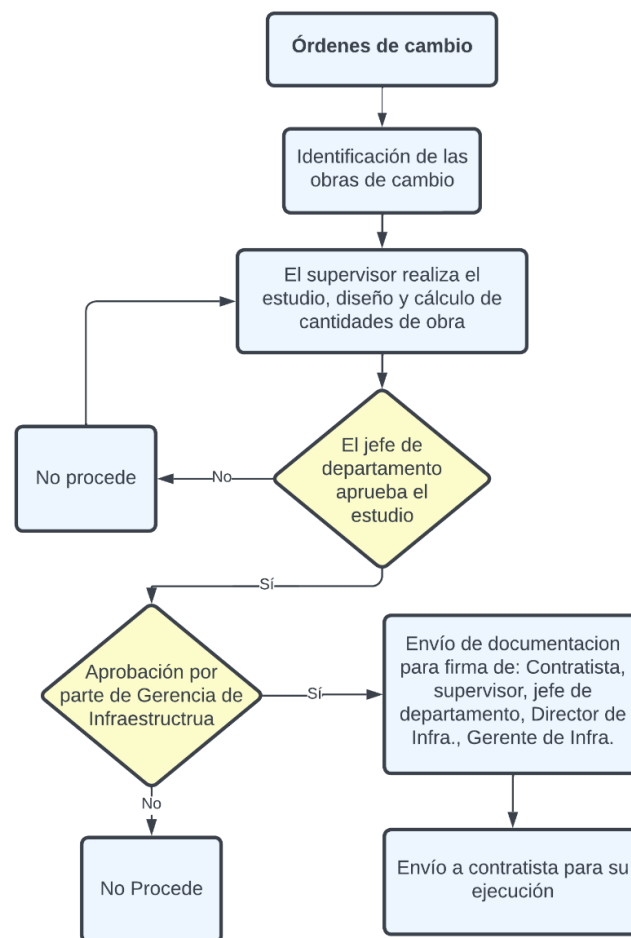 Órdenes de cambio
Identificación de las
obras de cambio
El supervisor realiza el
estudio, diseño y cálculo de
cantidades de obra
El jefe de
departamento
aprueba el
estudio
No
No procede
Sí
Aprobación por
parte de Gerencia de
Infraestructrua
Sí
Envío de documentacion
para firma de: Contratista,
supervisor, jefe de
departamento, Director de
Infra., Gerente de Infra.
No
No Procede
Envío a contratista para su
ejecución